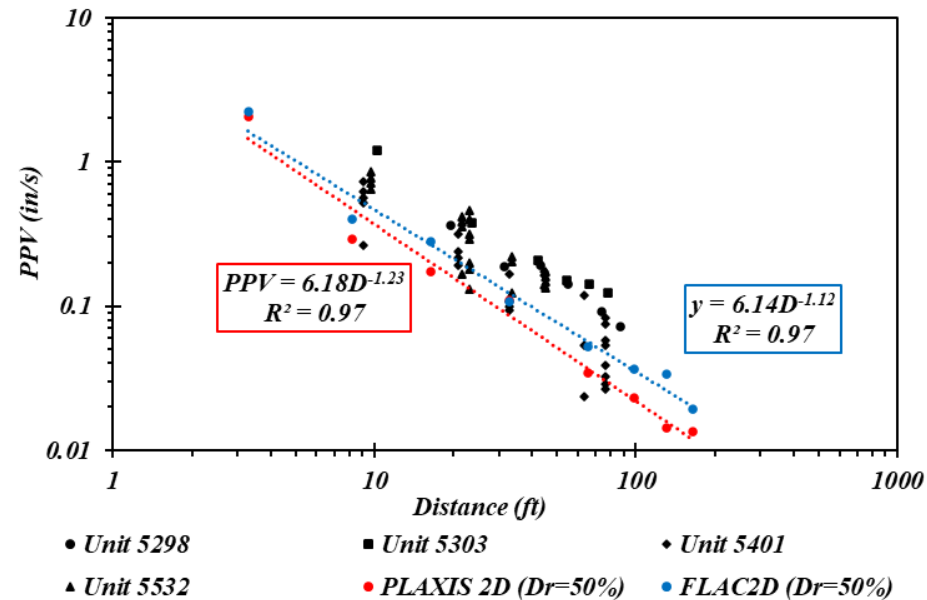 10
1
0.1
0.01
PPV (in/s)
PPV = 6.18D^-1.23
R² = 0.97
y = 6.14D^-1.12
R² = 0.97
1 10 100 1000
Distance (ft)
Unit 5298 Unit 5303 Unit 5401
Unit 5532 PLAXIS 2D (Dr=50%) FLAC2D (Dr=50%)